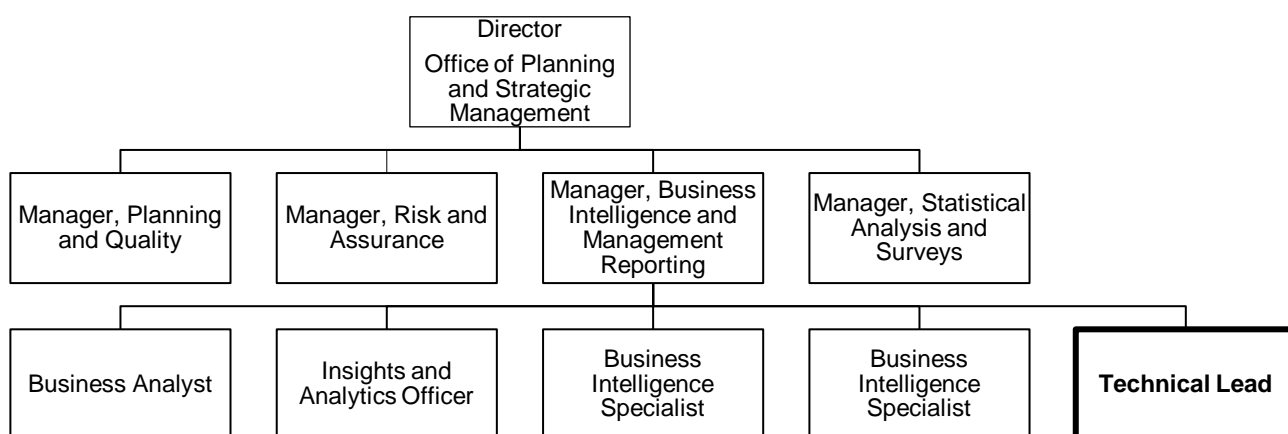 Director
Office of Planning
and Strategic
Management
Manager, Planning
and Quality
Manager, Risk and
Assurance
Manager, Business
Intelligence and
Management
Reporting
Manager, Statistical
Analysis and
Surveys
Business Analyst
Insights and
Analytics Officer
Business
Intelligence
Specialist
Business
Intelligence
Specialist
Technical Lead